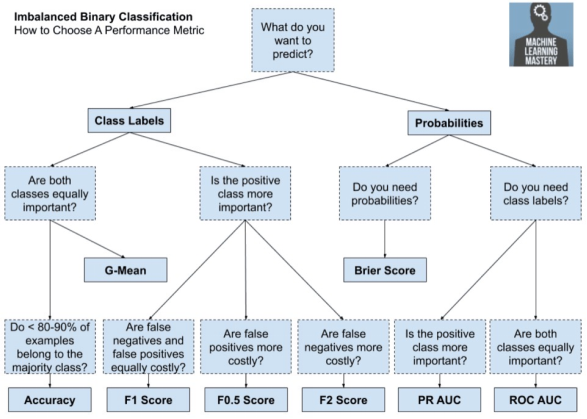 Imbalanced Binary Classification
How to Choose A Performance Metric
What do you
want to
predict?
MACHINE
LEARNING
MASTERY
Class Labels
Probabilities
Are both
classes equally
important?
Is the positive
class more
important?
Do you need
probabilities?
Do you need
class labels?
G-Mean
Brier Score
Do < 80-90% of
examples
belong to the
majority class?
Are false
negatives and
false positives
equally costly?
Are false
positives more
costly?
Are false
negatives more
costly?
Is the positive
class more
important?
Are both
classes equally
important?
Accuracy
F1 Score
F0.5 Score
F2 Score
PR AUC
ROC AUC